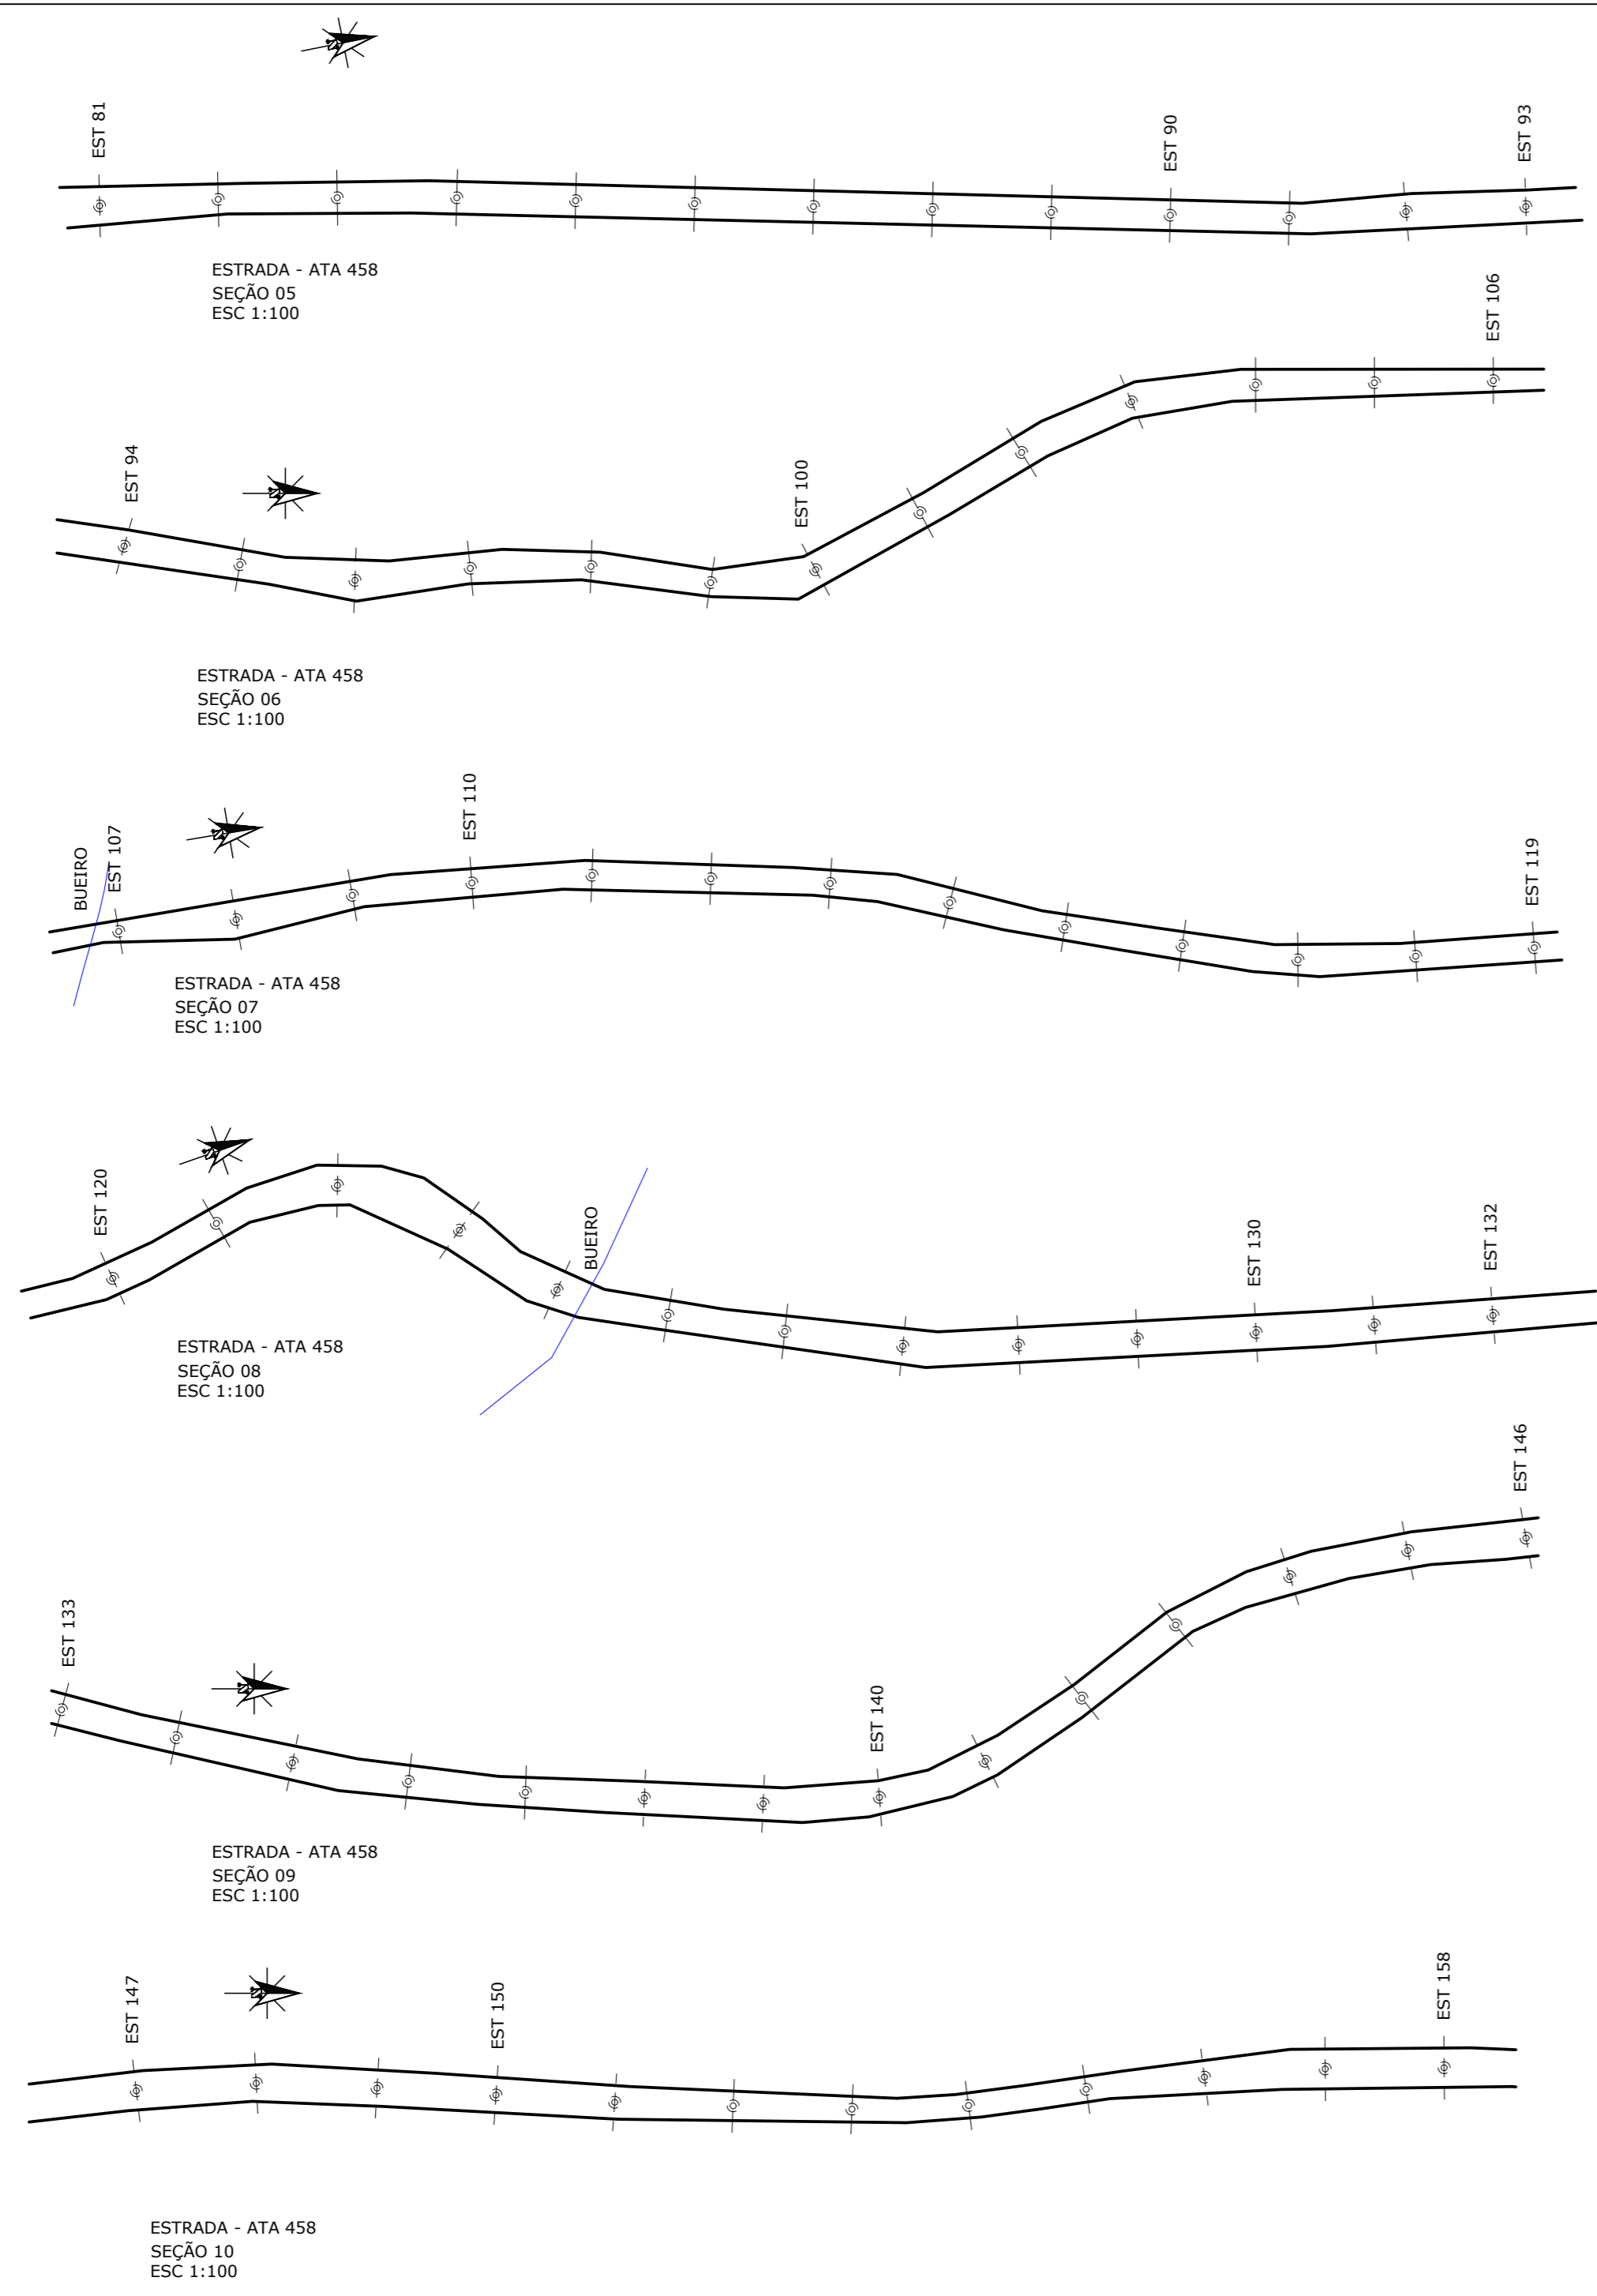 EST 81
EST 90
EST 93
ESTRADA - ATA 458
SEÇÃO 05
ESC 1:100
EST 94
EST 100
EST 106
ESTRADA - ATA 458
SEÇÃO 06
ESC 1:100
BUEIRO
EST 107
EST 110
EST 119
ESTRADA - ATA 458
SEÇÃO 07
ESC 1:100
EST 120
BUEIRO
EST 130
EST 132
ESTRADA - ATA 458
SEÇÃO 08
ESC 1:100
EST 133
EST 140
EST 146
ESTRADA - ATA 458
SEÇÃO 09
ESC 1:100
EST 147
EST 150
EST 158
ESTRADA - ATA 458
SEÇÃO 10
ESC 1:100